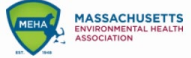 MEHA
EST. 1946
MASSACHUSETTS
ENVIRONMENTAL HEALTH
ASSOCIATION